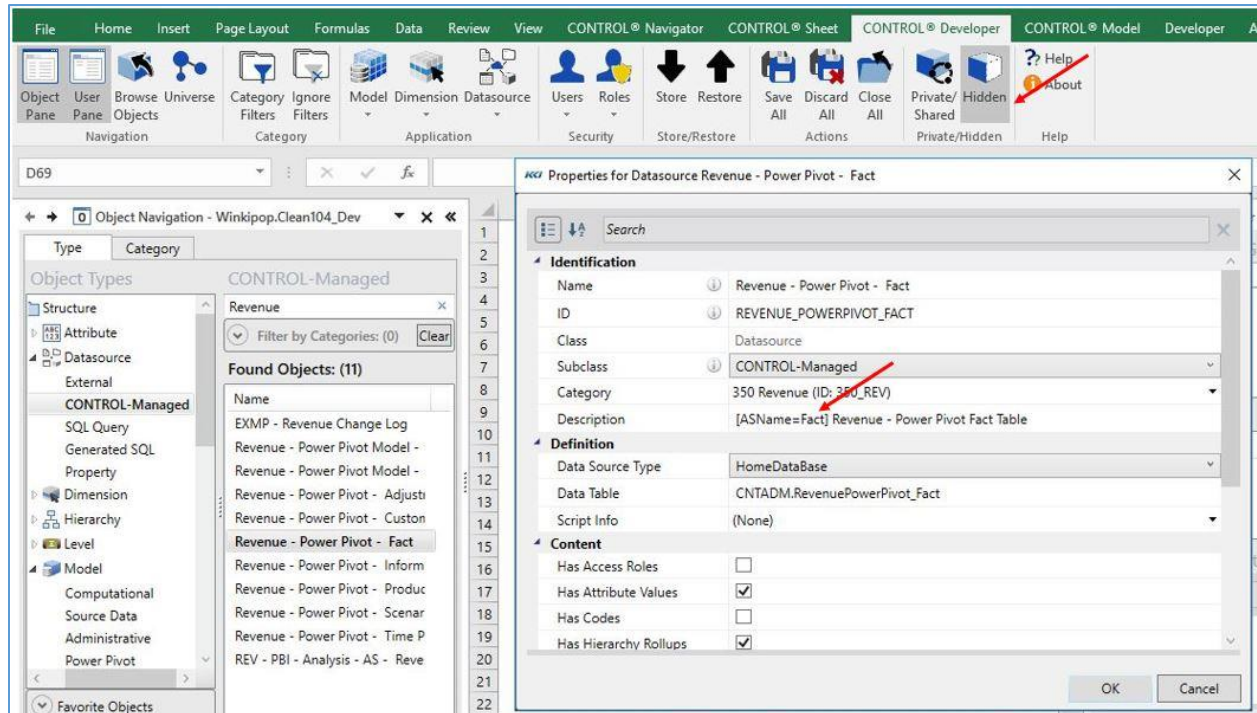 File Home Insert Page Layout Formulas Data Review View CONTROL® Navigator CONTROL® Sheet CONTROL® Developer CONTROL® Model Developer A
Object Pane User Pane Browse Objects Universe Category Filters Ignore Filters Model Dimension Datasource Users Roles Store Restore Save All Discard All Close All Private/ Shared Hidden Help About
Navigation Category Application Security Store/Restore Actions Private/Hidden Help
D69 fx
Object Navigation - Winkipop.Clean104_Dev
Type Category
Object Types
Structure
Attribute
Datasource
External
CONTROL-Managed
SQL Query
Generated SQL
Property
Dimension
Hierarchy
Level
Model
Computational
Source Data
Administrative
Power Pivot
Favorite Objects
CONTROL-Managed
Revenue
Filter by Categories: (0) Clear
Found Objects: (11)
Name
EXMP - Revenue Change Log
Revenue - Power Pivot Model -
Revenue - Power Pivot Model -
Revenue - Power Pivot - Adjustı
Revenue - Power Pivot - Custon
Revenue - Power Pivot - Fact
Revenue - Power Pivot - Inform
Revenue - Power Pivot - Produc
Revenue - Power Pivot - Scenar
Revenue - Power Pivot - Time P
REV - PBI - Analysis - AS - Reve
1
2
3
4
5
6
7
8
9
10
11
12
13
14
15
16
17
18
19
20
21
22
KCI Properties for Datasource Revenue - Power Pivot - Fact
Search
Identification
Name Revenue - Power Pivot - Fact
ID REVENUE_POWERPIVOT_FACT
Class Datasource
Subclass CONTROL-Managed
Category 350 Revenue (ID: 350_REV)
Description [ASName=Fact] Revenue - Power Pivot Fact Table
Definition
Data Source Type HomeDataBase
Data Table CNTADM.RevenuePowerPivot_Fact
Script Info (None)
Content
Has Access Roles
Has Attribute Values
Has Codes
Has Hierarchy Rollups
OK Cancel